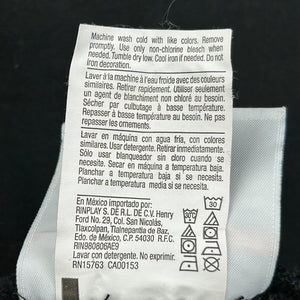 Machine wash cold with like colors. Remove
promptly. Use only non-chlorine bleach when
needed.Tumble dry low. Cool iron if needed. Do not
iron decoration.
Laver à la machine à l'eau froide avec des couleurs
similaires. Retirer rapidement. Utiliser seulement un
agent de blanchiment non chloré au besoin.
Sécher par culbutage à basse température.
Repasser à basse température au besoin. Ne pas
repasser les ornements.
Lavar en máquina con agua fría, con colores
similares. Usar detergente. Retirar inmediatamente.
Sólo usar blanqueador sin cloro cuando se
necesite. Secar en máquina a temperatura baja.
Planchar a temperatura media si se necesita. No
planchar la decoración.
En México importado por:
RINPLAY S. DE R.L. DE C.V. Henry
Ford No. 29, Col. San Nicolás,
Tlaxcolpan, Tlalnepantla de Baz,
Edo. de México, C.P. 54030 R.F.C.
RIN980806AE9
Lavar con detergente. No exprimir.
RN15763 CA00153
30